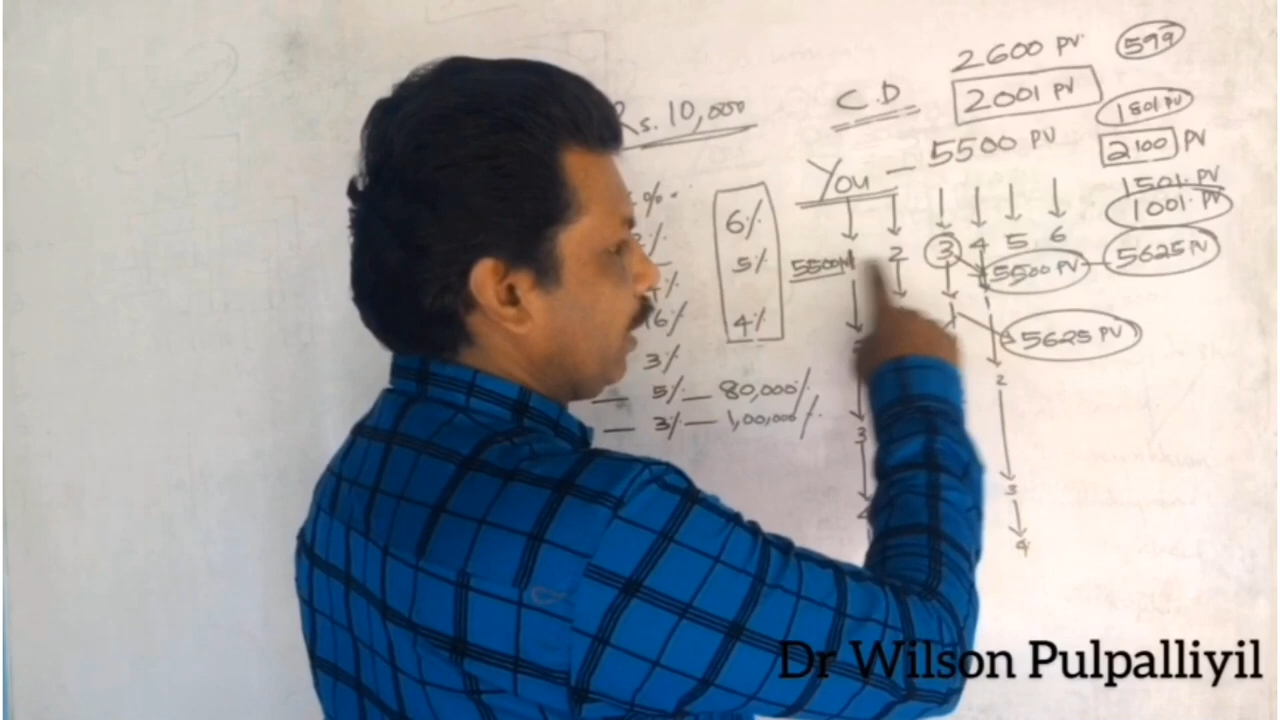 2600 PV 599
Rs. 10,000 C.D 2001 PV 1801 PV
You — 5500 PV 2100 PV
1501 PV
1001 PV
6% 1 2 3 4 5 6
5% 5500 PV 5500 PV — 5625 PV
6% 4% 5625 PV
3%
— 5% — 80,000/
— 3% — 1,00,000/
2
3
3
4
4
Dr Wilson Pulpalliyil